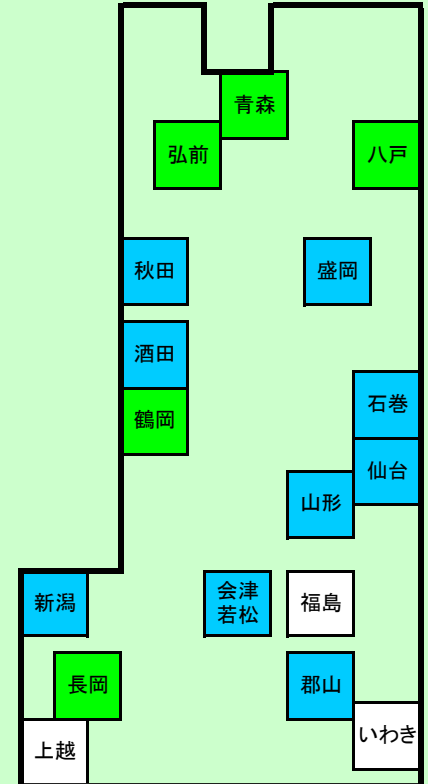 青森
弘前
八戸
秋田
盛岡
酒田
鶴岡
石巻
仙台
山形
新潟
会津
若松
福島
長岡
郡山
いわき
上越